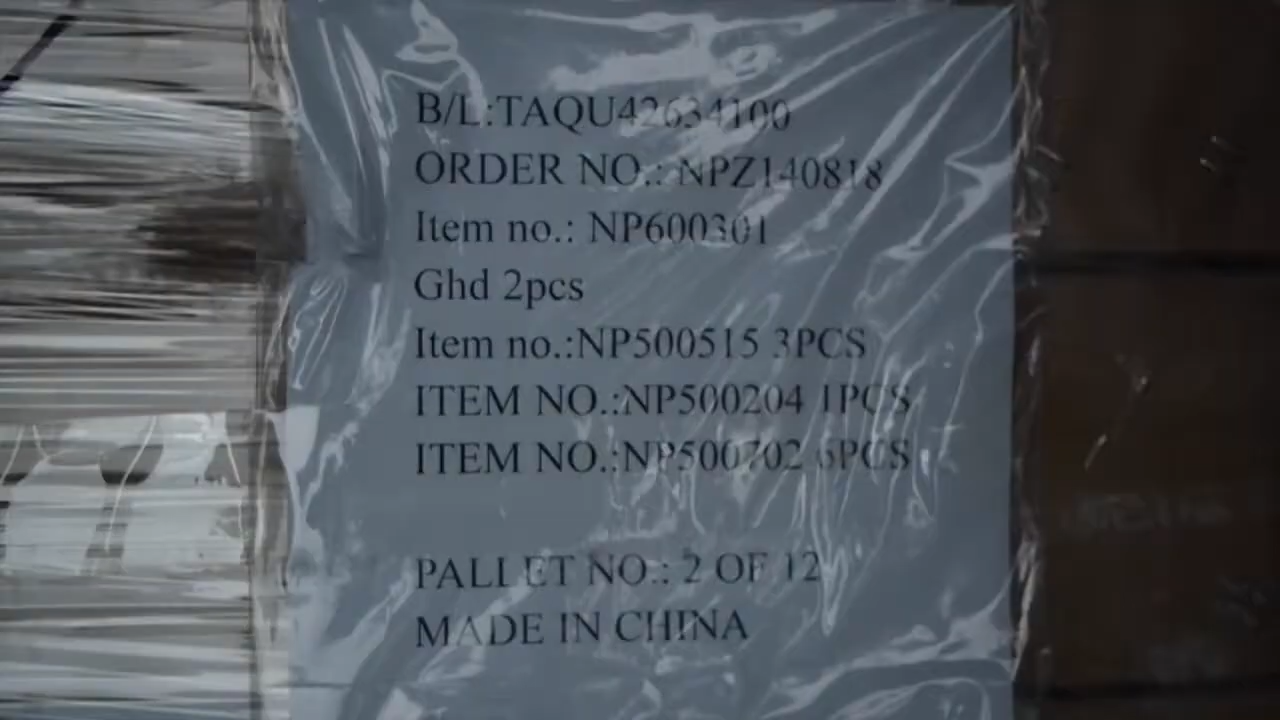 B/L:TAQU42634100
ORDER NO.: NPZ140818
Item no.: NP600301
Ghd 2pcs
Item no.:NP500515 3PCS
ITEM NO.:NP500204 1PCS
ITEM NO.:NP500702 6PCS
PALLET NO.: 2 OF 12
MADE IN CHINA